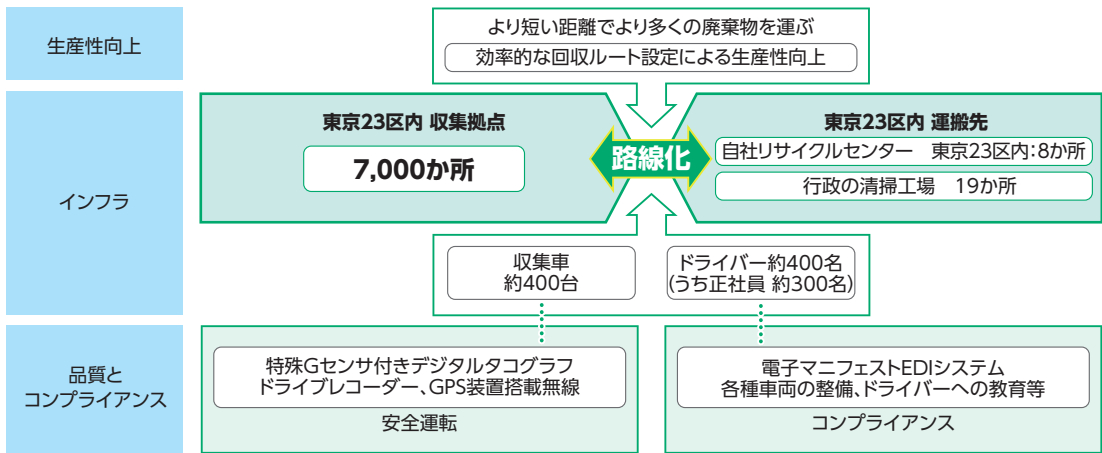 生産性向上
より短い距離でより多くの廃棄物を運ぶ
効率的な回収ルート設定による生産性向上
インフラ
東京23区内 収集拠点
7,000か所
路線化
東京23区内 運搬先
自社リサイクルセンター　東京23区内：8か所
行政の清掃工場　19か所
収集車
約400台
ドライバー約400名
(うち正社員 約300名)
品質と
コンプライアンス
特殊Gセンサ付きデジタルタコグラフ
ドライブレコーダー、GPS装置搭載無線
安全運転
電子マニフェストEDIシステム
各種車両の整備、ドライバーへの教育等
コンプライアンス